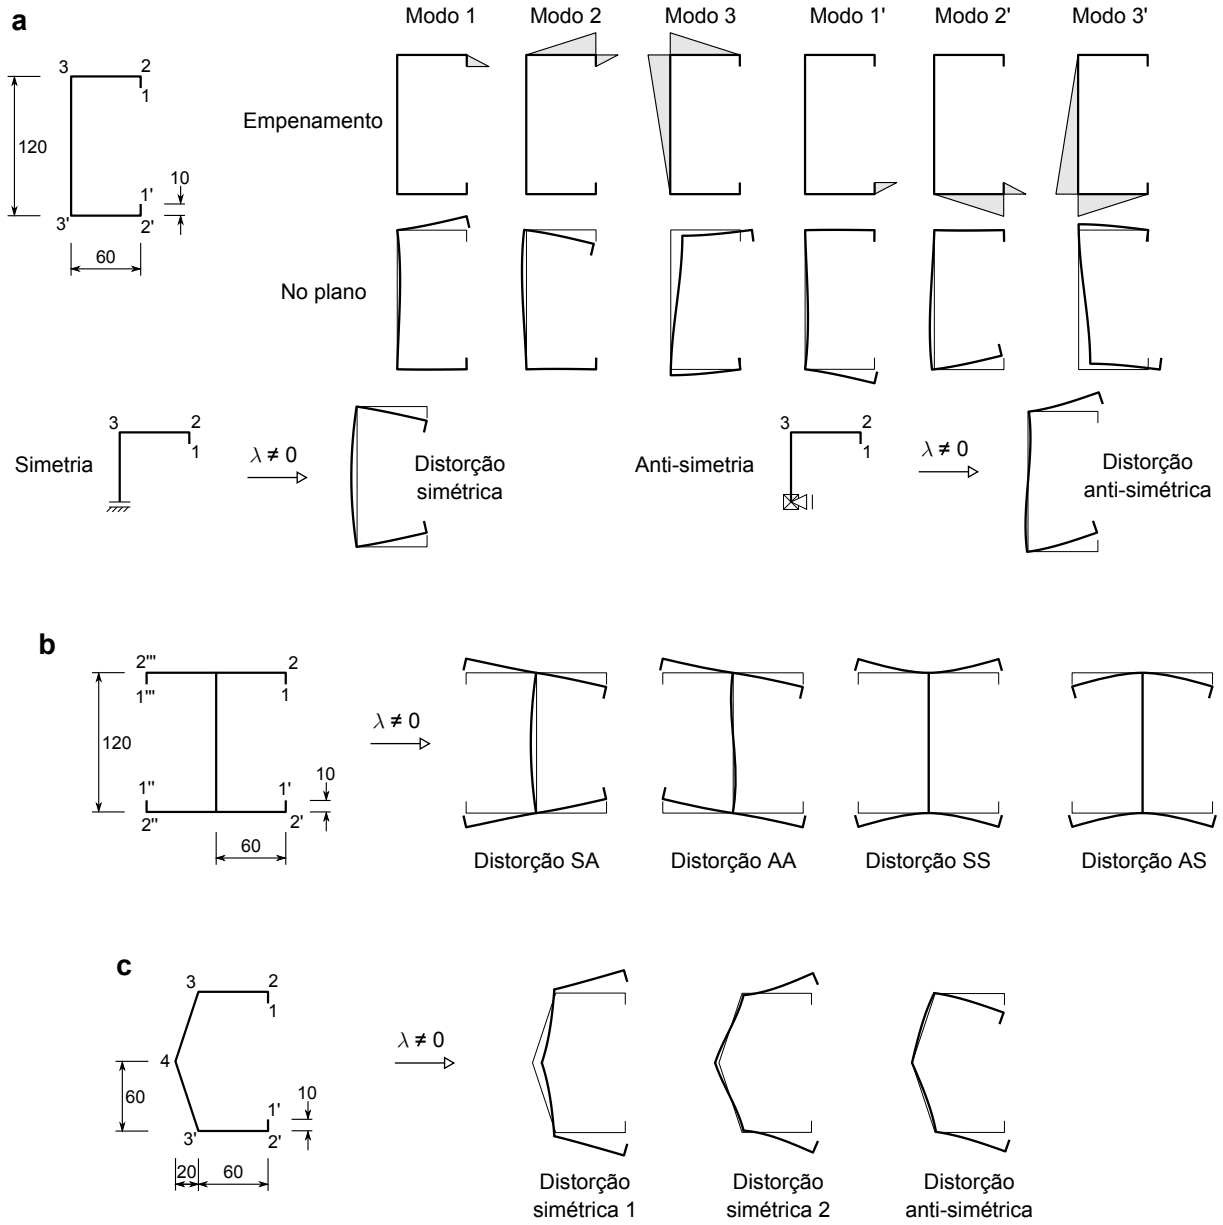 a
Modo 1
Modo 2
Modo 3
Modo 1'
Modo 2'
Modo 3'
3
2
1
120
10
1'
3'
2'
60
Empenamento
No plano
Simetria
3
2
1
λ ≠ 0
Distorção
simétrica
Anti-simetria
3
2
1
λ ≠ 0
Distorção
anti-simétrica
b
2'''
2
1'''
1
120
1''
1'
10
2''
2'
60
λ ≠ 0
Distorção SA
Distorção AA
Distorção SS
Distorção AS
c
3
2
1
4
60
10
1'
3'
2'
20
60
λ ≠ 0
Distorção
simétrica 1
Distorção
simétrica 2
Distorção
anti-simétrica